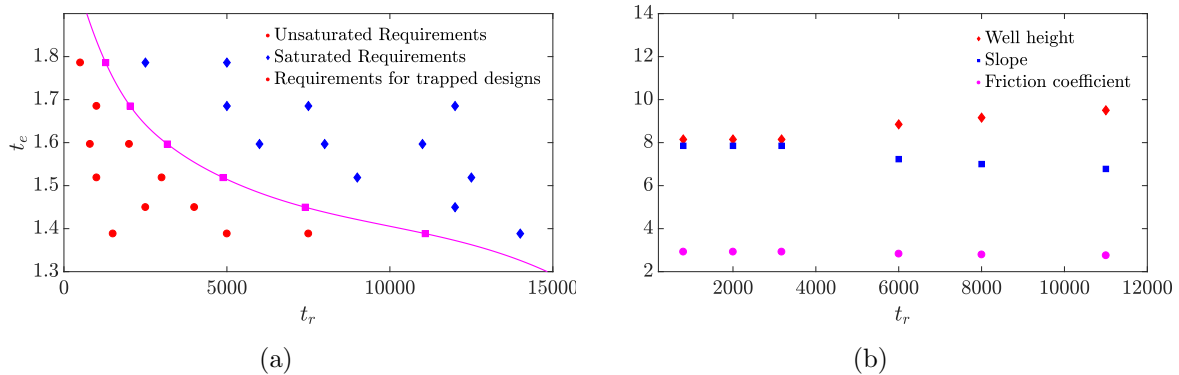 Unsaturated Requirements
Saturated Requirements
Requirements for trapped designs
1.8
1.7
1.6
1.5
1.4
1.3
t_e
0 5000 10000 15000
t_r
(a)
Well height
Slope
Friction coefficient
14
12
10
8
6
4
2
2000 4000 6000 8000 10000 12000
t_r
(b)